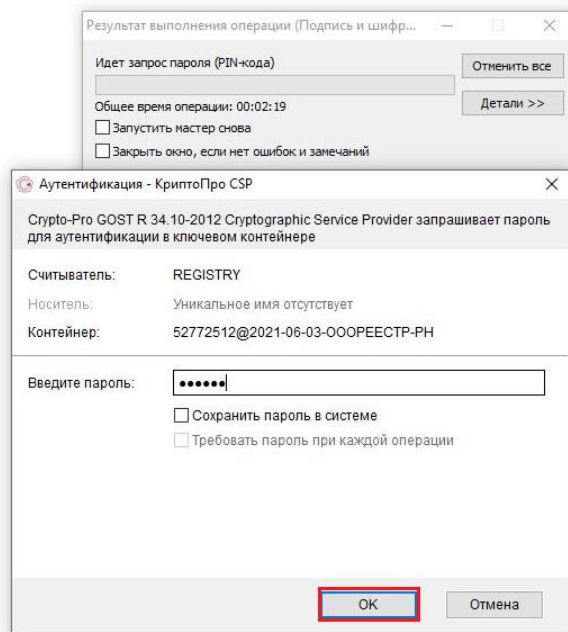 Результат выполнения операции (Подпись и шифр...
Идет запрос пароля (PIN-кода)
Отменить все
Общее время операции: 00:02:19
Детали >>
Запустить мастер снова
Закрыть окно, если нет ошибок и замечаний
Аутентификация - КриптоПро CSP
Crypto-Pro GOST R 34.10-2012 Cryptographic Service Provider запрашивает пароль
для аутентификации в ключевом контейнере
Считыватель: REGISTRY
Носитель: Уникальное имя отсутствует
Контейнер: 52772512@2021-06-03-ОООРЕЕСТР-РН
Введите пароль: ●●●●●●
Сохранить пароль в системе
Требовать пароль при каждой операции
OK Отмена